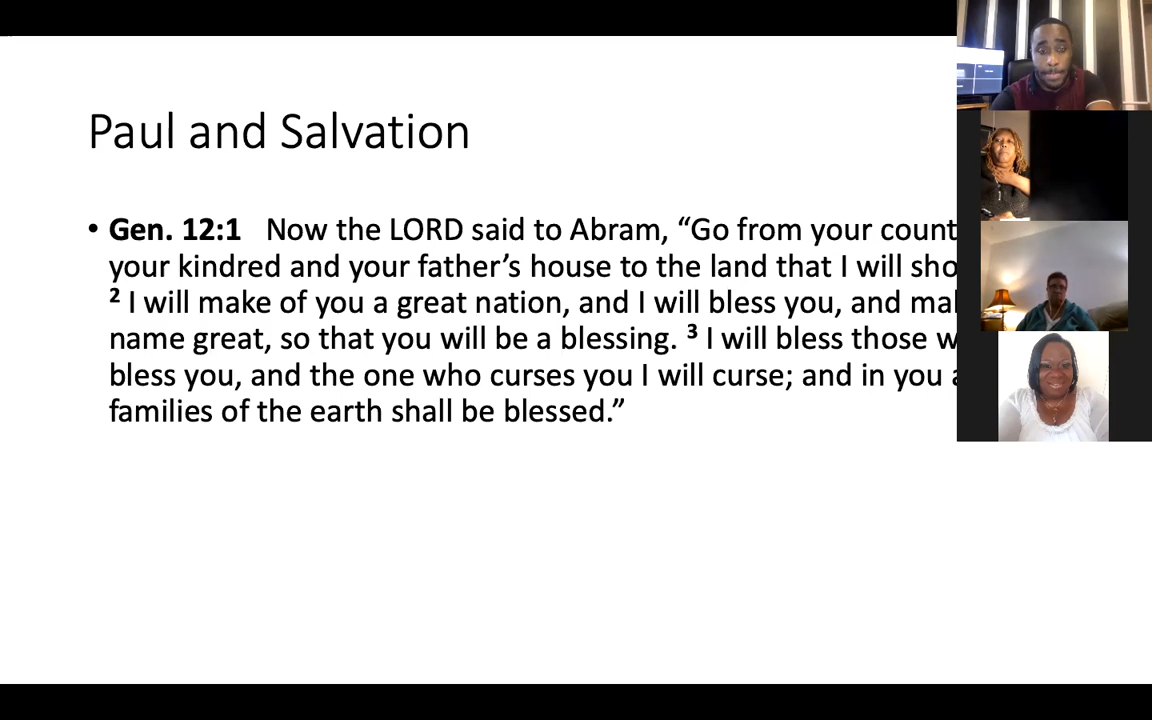 Paul and Salvation
• Gen. 12:1 Now the LORD said to Abram, “Go from your
your kindred and your father’s house to the land that I will
2 I will make of you a great nation, and I will bless you, and
name great, so that you will be a blessing. 3 I will bless those
bless you, and the one who curses you I will curse; and in you
families of the earth shall be blessed.”